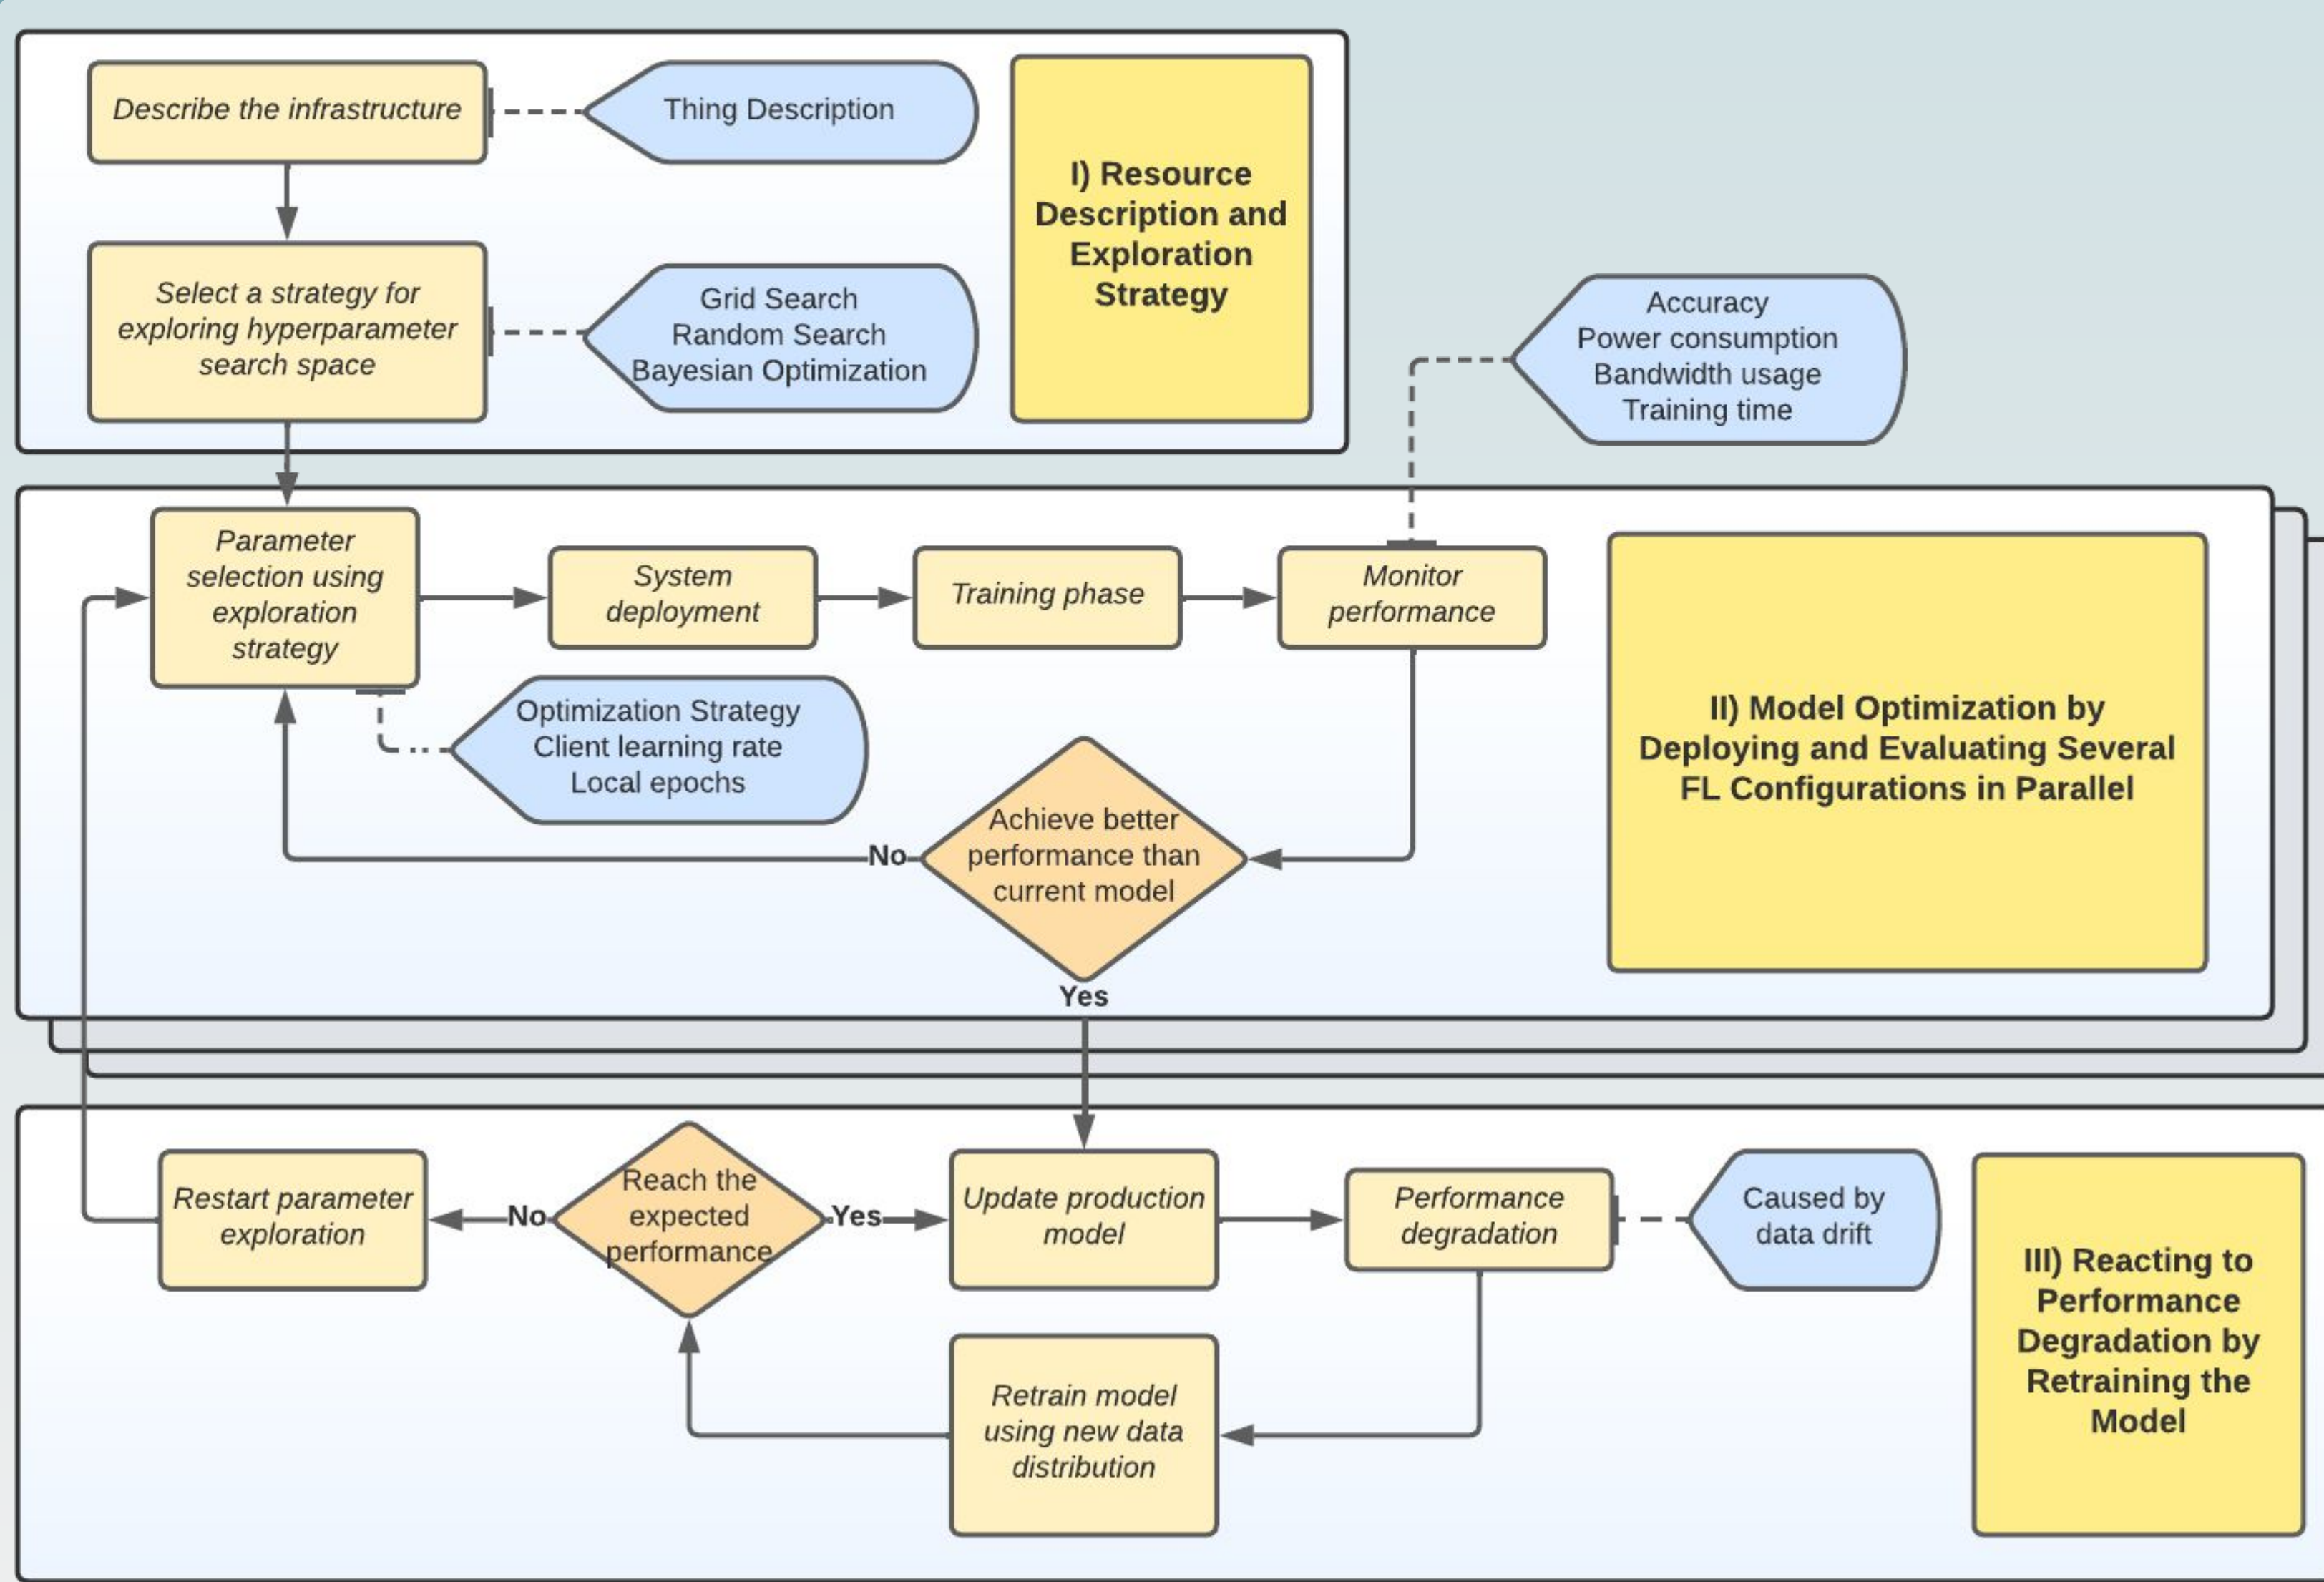 Describe the infrastructure
Thing Description
I) Resource
Description and
Exploration
Strategy
Select a strategy for
exploring hyperparameter
search space
Grid Search
Random Search
Bayesian Optimization
Accuracy
Power consumption
Bandwidth usage
Training time
Parameter
selection using
exploration
strategy
System
deployment
Training phase
Monitor
performance
II) Model Optimization by
Deploying and Evaluating Several
FL Configurations in Parallel
Optimization Strategy
Client learning rate
Local epochs
Achieve better
performance than
current model
No
Yes
Restart parameter
exploration
No
Reach the
expected
performance
Yes
Update production
model
Performance
degradation
Caused by
data drift
III) Reacting to
Performance
Degradation by
Retraining the
Model
Retrain model
using new data
distribution